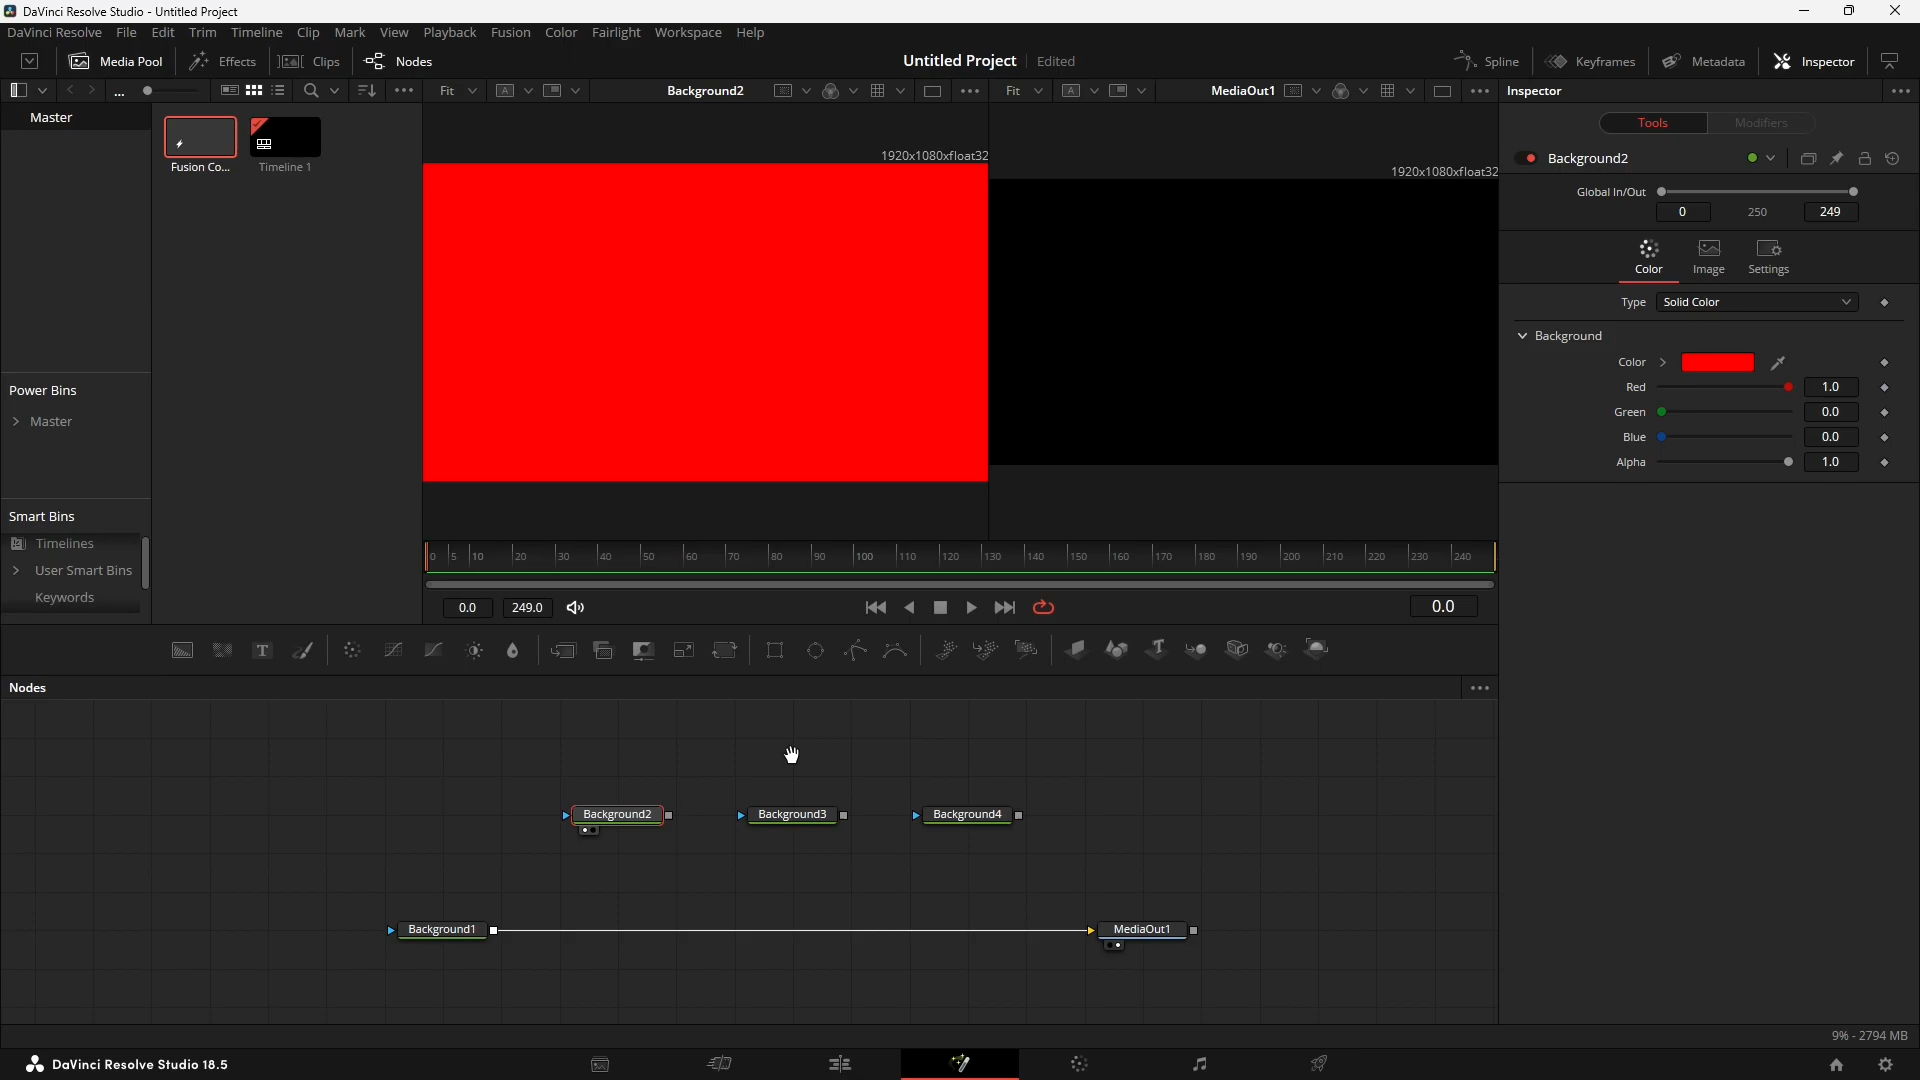 DaVinci Resolve Studio - Untitled Project
DaVinci Resolve File Edit Trim Timeline Clip Mark View Playback Fusion Color Fairlight Workspace Help
Media Pool Effects Clips Nodes Untitled Project Edited Spline Keyframes Metadata Inspector
... Fit A Background2 Fit A MediaOut1 Inspector
Master
Fusion Co... Timeline 1
Tools Modifiers
1920x1080xfloat32 1920x1080xfloat32
Background2
Global In/Out
0 250 249
Color Image Settings
Type Solid Color
Background
Color
Red 1.0
Green 0.0
Blue 0.0
Alpha 1.0
Power Bins
Master
Smart Bins
Timelines
User Smart Bins
Keywords
0 5 10 20 30 40 50 60 70 80 90 100 110 120 130 140 150 160 170 180 190 200 210 220 230 240
0.0 249.0 0.0
T T
Nodes
Background2 Background3 Background4
Background1 MediaOut1
9% - 2794 MB
DaVinci Resolve Studio 18.5